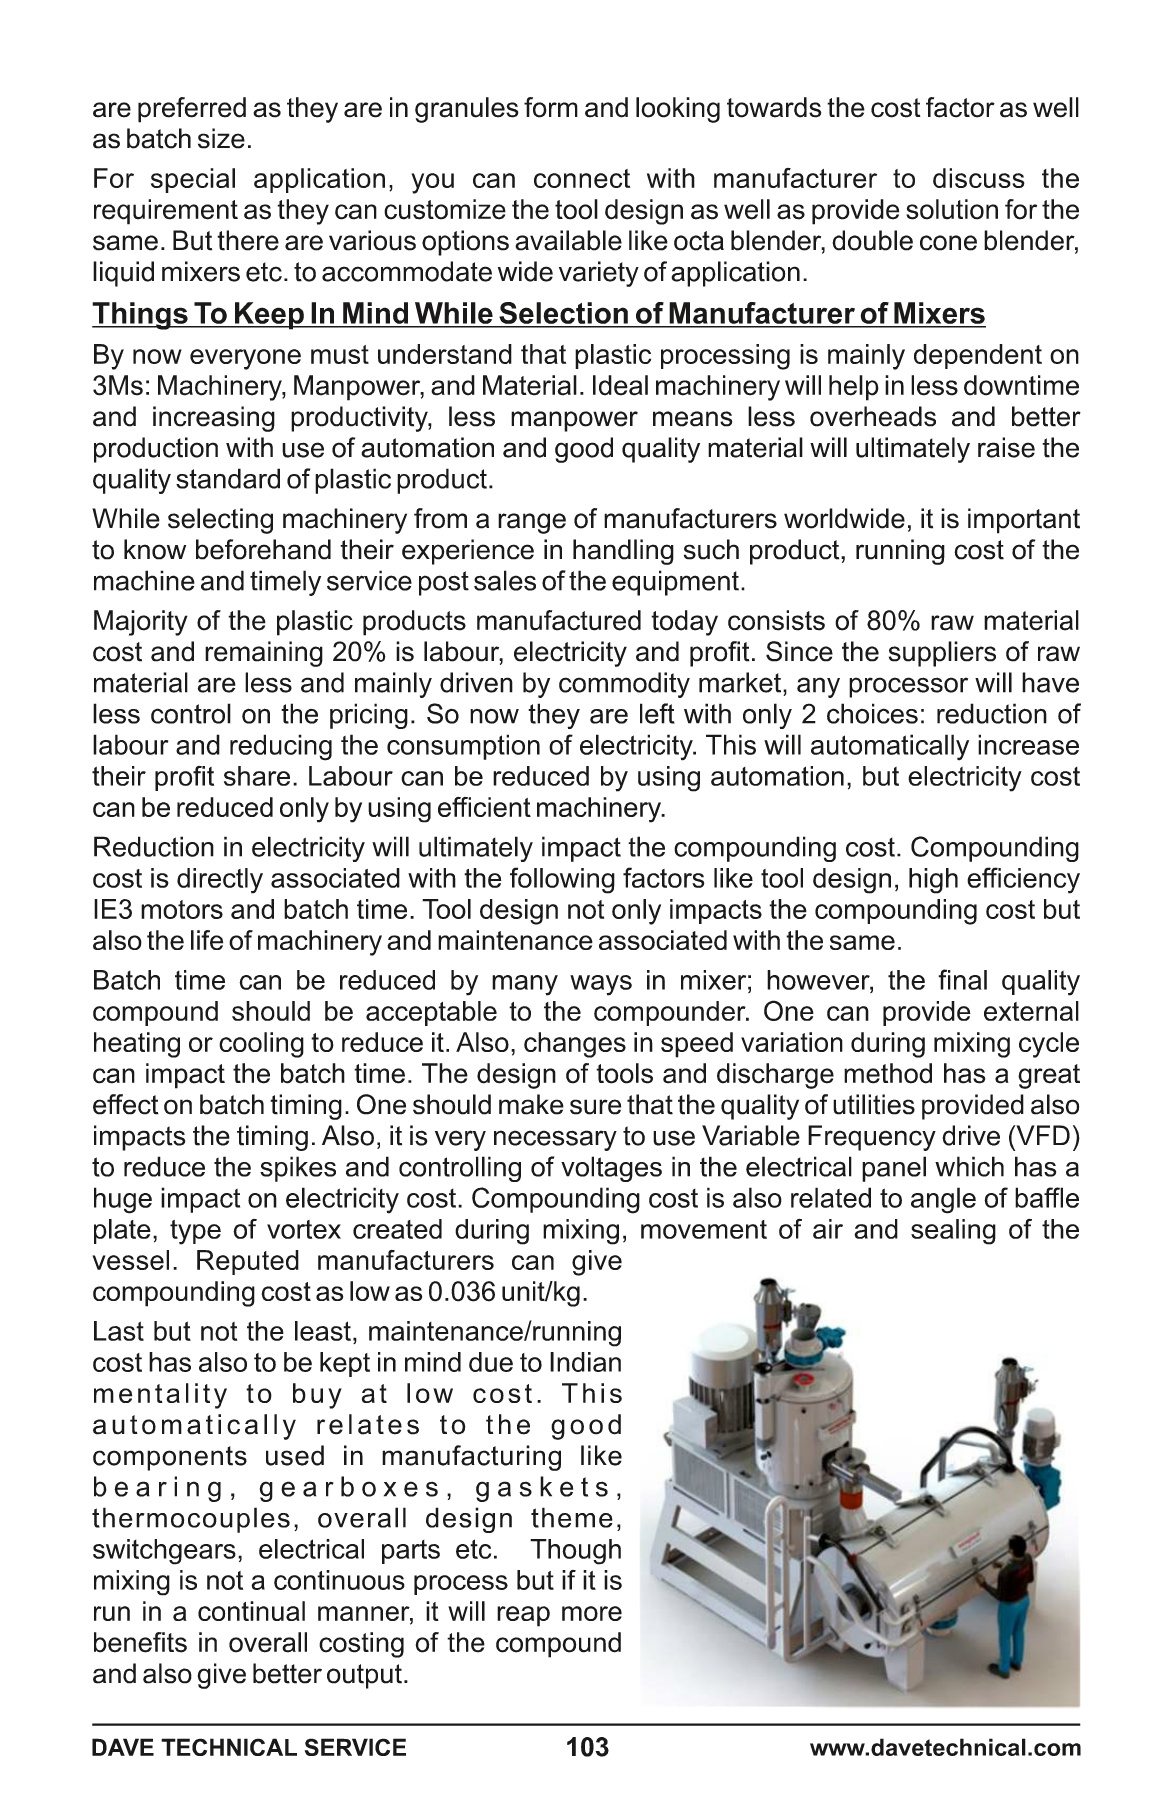 are preferred as they are in granules form and looking towards the cost factor as well
as batch size.
For special application, you can connect with manufacturer to discuss the
requirement as they can customize the tool design as well as provide solution for the
same. But there are various options available like octa blender, double cone blender,
liquid mixers etc. to accommodate wide variety of application.
Things To Keep In Mind While Selection of Manufacturer of Mixers
By now everyone must understand that plastic processing is mainly dependent on
3Ms: Machinery, Manpower, and Material. Ideal machinery will help in less downtime
and increasing productivity, less manpower means less overheads and better
production with use of automation and good quality material will ultimately raise the
quality standard of plastic product.
While selecting machinery from a range of manufacturers worldwide, it is important
to know beforehand their experience in handling such product, running cost of the
machine and timely service post sales of the equipment.
Majority of the plastic products manufactured today consists of 80% raw material
cost and remaining 20% is labour, electricity and profit. Since the suppliers of raw
material are less and mainly driven by commodity market, any processor will have
less control on the pricing. So now they are left with only 2 choices: reduction of
labour and reducing the consumption of electricity. This will automatically increase
their profit share. Labour can be reduced by using automation, but electricity cost
can be reduced only by using efficient machinery.
Reduction in electricity will ultimately impact the compounding cost. Compounding
cost is directly associated with the following factors like tool design, high efficiency
IE3 motors and batch time. Tool design not only impacts the compounding cost but
also the life of machinery and maintenance associated with the same.
Batch time can be reduced by many ways in mixer; however, the final quality
compound should be acceptable to the compounder. One can provide external
heating or cooling to reduce it. Also, changes in speed variation during mixing cycle
can impact the batch time. The design of tools and discharge method has a great
effect on batch timing. One should make sure that the quality of utilities provided also
impacts the timing. Also, it is very necessary to use Variable Frequency drive (VFD)
to reduce the spikes and controlling of voltages in the electrical panel which has a
huge impact on electricity cost. Compounding cost is also related to angle of baffle
plate, type of vortex created during mixing, movement of air and sealing of the
vessel. Reputed manufacturers can give
compounding cost as low as 0.036 unit/kg.
Last but not the least, maintenance/running
cost has also to be kept in mind due to Indian
mentality to buy at low cost. This
automatically relates to the good
components used in manufacturing like
bearing, gearboxes, gaskets,
thermocouples, overall design theme,
switchgears, electrical parts etc. Though
mixing is not a continuous process but if it is
run in a continual manner, it will reap more
benefits in overall costing of the compound
and also give better output.
DAVE TECHNICAL SERVICE 103 www.davetechnical.com